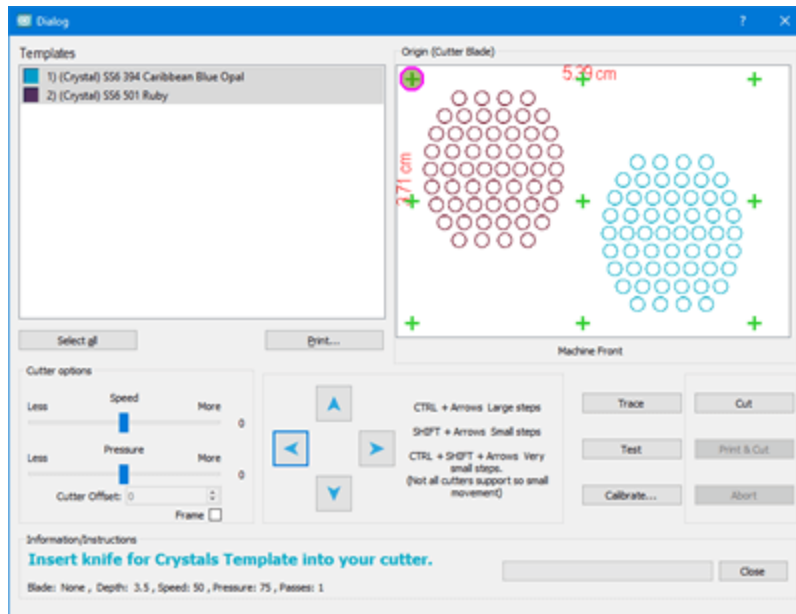 Dialog
Templates
1) (Crystal) SS6 394 Caribbean Blue Opal
2) (Crystal) SS6 501 Ruby
Origin (Cutter Blade)
5.39 cm
.71 cm
Machine Front
Select all
Print...
Cutter options
Speed
Less
More
0
Pressure
Less
More
0
Cutter Offset: 0
Frame
CTRL + Arrows Large steps
SHIFT + Arrows Small steps
CTRL + SHIFT + Arrows Very
small steps.
(Not all cutters support so small
movement)
Trace
Test
Calibrate...
Cut
Print & Cut
Abort
Information/Instructions
Insert knife for Crystals Template into your cutter.
Blade: None , Depth: 3.5 , Speed: 50 , Pressure: 75 , Passes: 1
Close